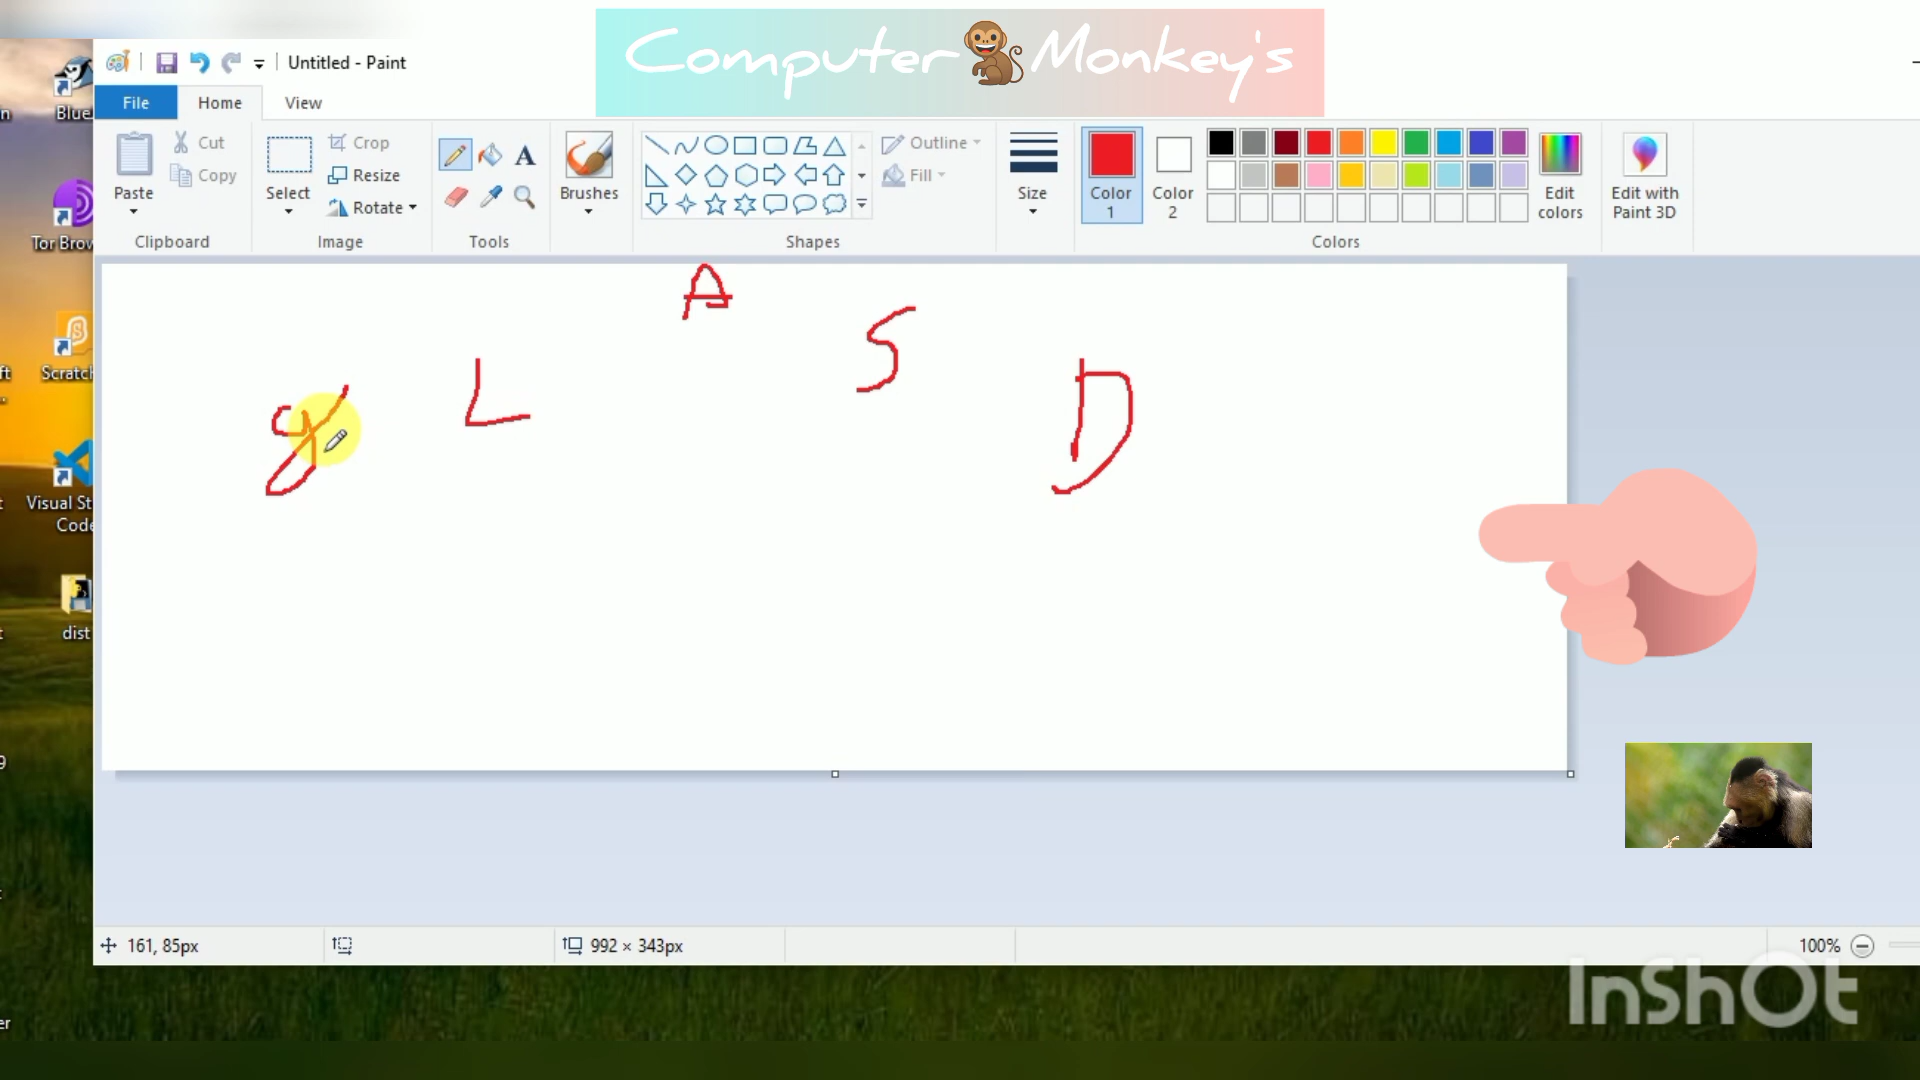 Computer Monkey's
Untitled - Paint
File Home View
Cut
Copy
Paste
Clipboard
Crop
Resize
Rotate
Select
Image
A
Tools
Brushes
Shapes
Outline
Fill
Size
Color 1
Color 2
Edit colors
Edit with Paint 3D
Colors
Blue
Tor Brow
Scratch
Visual St
Code
dist
A
S
L
D
161, 85px
992 × 343px
100%
InShOt